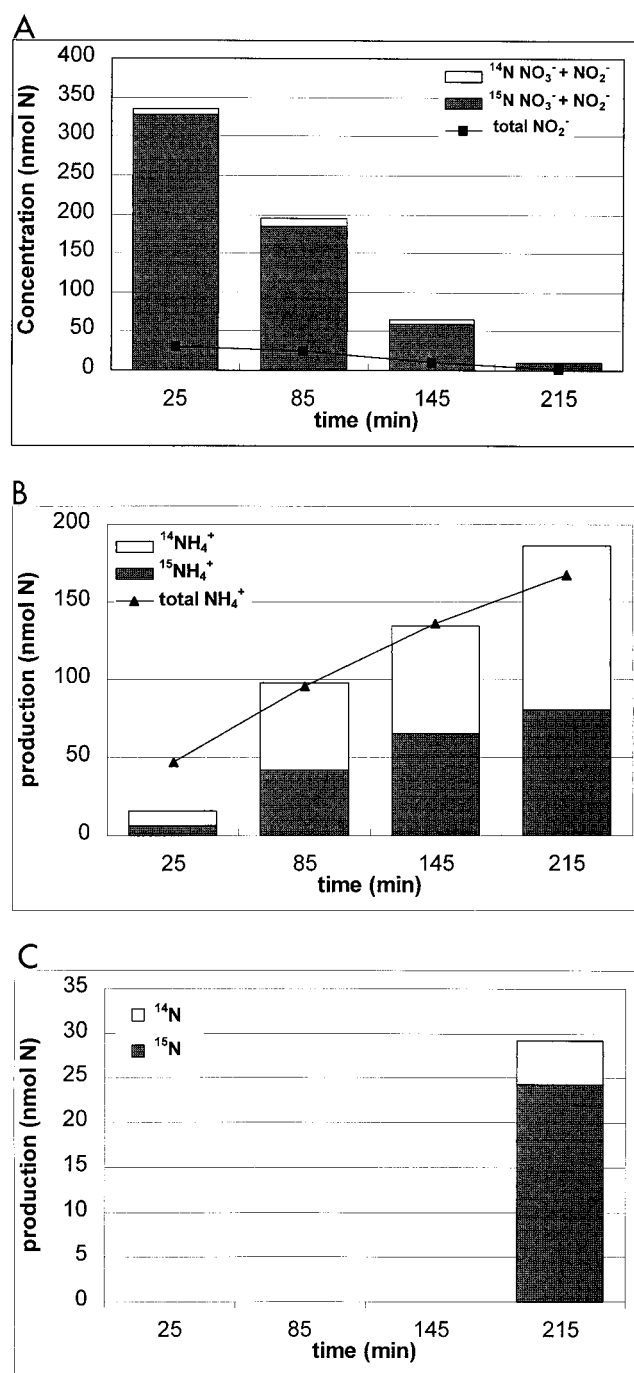 A
Concentration (nmol N)
400
350
300
250
200
150
100
50
0
¹⁴N NO₃⁻ + NO₂⁻
¹⁵N NO₃⁻ + NO₂⁻
total NO₂⁻
25 85 145 215
time (min)
B
production (nmol N)
200
150
100
50
0
¹⁴NH₄⁺
¹⁵NH₄⁺
total NH₄⁺
25 85 145 215
time (min)
C
production (nmol N)
35
30
25
20
15
10
5
0
¹⁴N
¹⁵N
25 85 145 215
time (min)